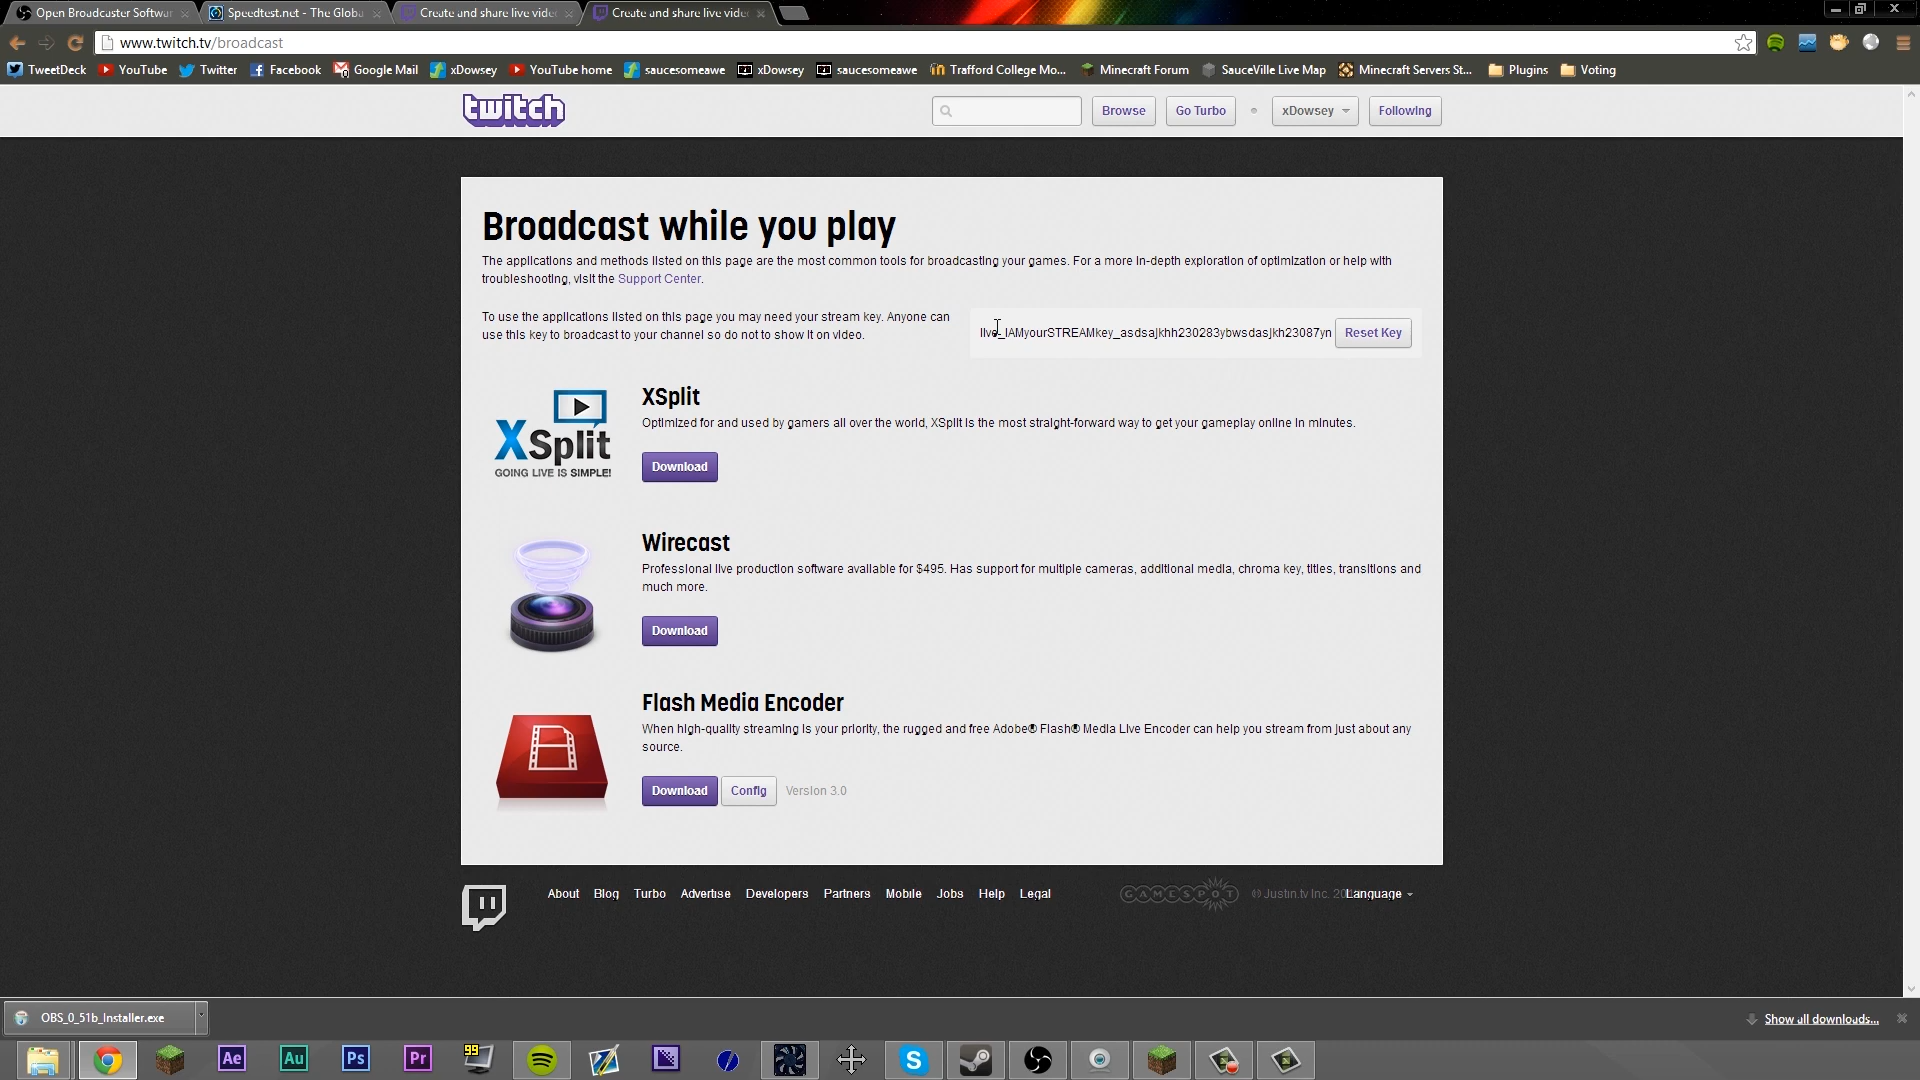 Open Broadcaster Softwar
Speedtest.net - The Globa
Create and share live vide
Create and share live vide
www.twitch.tv/broadcast
TweetDeck
YouTube
Twitter
Facebook
Google Mail
xDowsey
YouTube home
saucesomeawe
xDowsey
saucesomeawe
Trafford College Mo...
Minecraft Forum
SauceVille Live Map
Minecraft Servers St...
Plugins
Voting
twitch
Browse
Go Turbo
xDowsey
Following
Broadcast while you play
The applications and methods listed on this page are the most common tools for broadcasting your games. For a more in-depth exploration of optimization or help with
troubleshooting, visit the Support Center.
To use the applications listed on this page you may need your stream key. Anyone can
use this key to broadcast to your channel so do not to show it on video.
live_IAMyourSTREAMkey_asdsajkhh230283ybwsdasjkh23087yn
Reset Key
XSplit
GOING LIVE IS SIMPLE!
XSplit
Optimized for and used by gamers all over the world, XSplit is the most straight-forward way to get your gameplay online in minutes.
Download
Wirecast
Professional live production software available for $495. Has support for multiple cameras, additional media, chroma key, titles, transitions and
much more.
Download
Flash Media Encoder
When high-quality streaming is your priority, the rugged and free Adobe® Flash® Media Live Encoder can help you stream from just about any
source.
Download
Config
Version 3.0
About
Blog
Turbo
Advertise
Developers
Partners
Mobile
Jobs
Help
Legal
GAMESPOT
© Justin.tv Inc.
Language
OBS_0_51b_Installer.exe
Show all downloads...
Ae
Au
Ps
Pr
99